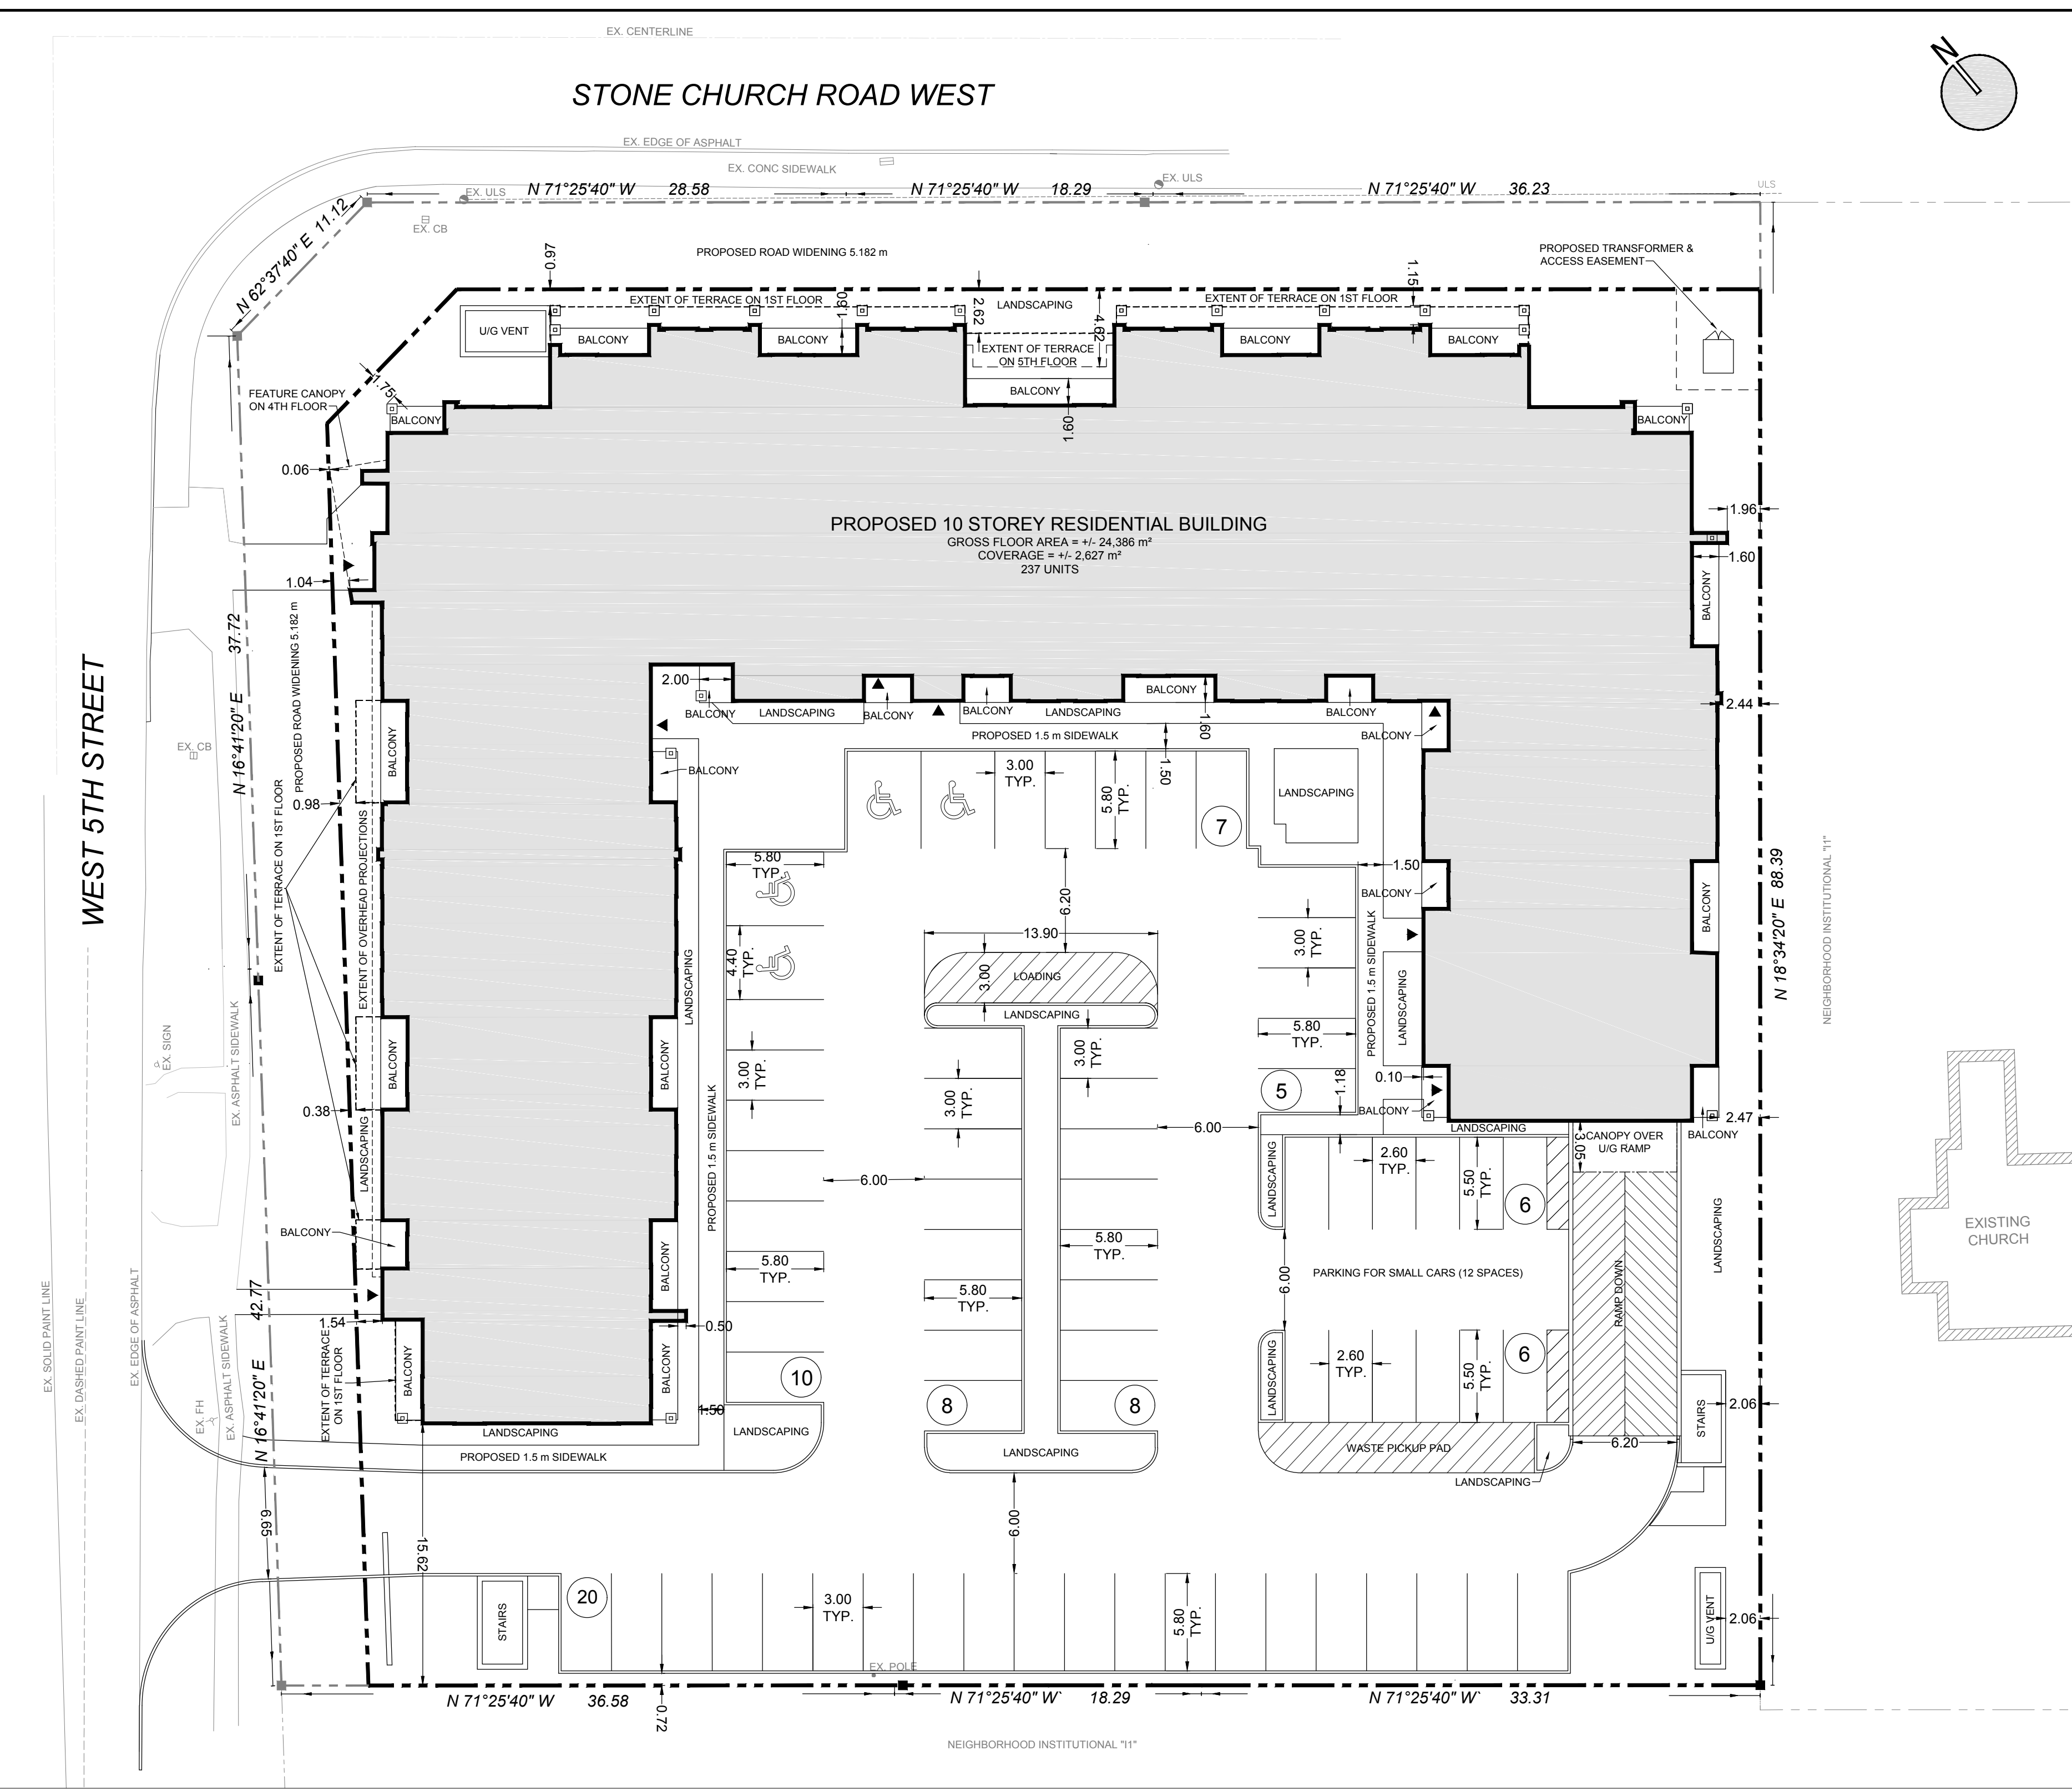 EX. CENTERLINE
STONE CHURCH ROAD WEST
N
EX. EDGE OF ASPHALT
EX. CONC SIDEWALK
EX. ULS
N 71°25'40" W 28.58
N 71°25'40" W 18.29
EX. ULS
N 71°25'40" W 36.23
ULS
N 62°37'40" E 11.12
EX. CB
PROPOSED ROAD WIDENING 5.182 m
PROPOSED TRANSFORMER &
ACCESS EASEMENT
0.97
EXTENT OF TERRACE ON 1ST FLOOR
1.60
2.62
LANDSCAPING
4.62
EXTENT OF TERRACE ON 1ST FLOOR
1.15
U/G VENT
BALCONY
BALCONY
EXTENT OF TERRACE
ON 5TH FLOOR
BALCONY
BALCONY
BALCONY
1.60
1.75
FEATURE CANOPY
ON 4TH FLOOR
BALCONY
BALCONY
0.06
PROPOSED 10 STOREY RESIDENTIAL BUILDING
GROSS FLOOR AREA = +/- 24,386 m²
COVERAGE = +/- 2,627 m²
237 UNITS
1.96
1.60
BALCONY
1.04
PROPOSED ROAD WIDENING 5.182 m
N 16°41'20" E 37.72
WEST 5TH STREET
2.00
BALCONY
LANDSCAPING
BALCONY
BALCONY
LANDSCAPING
BALCONY
1.60
BALCONY
BALCONY
2.44
PROPOSED 1.5 m SIDEWALK
1.50
EX. CB
BALCONY
BALCONY
0.98
EXTENT OF TERRACE ON 1ST FLOOR
EXTENT OF OVERHEAD PROJECTIONS
3.00
TYP.
5.80
TYP.
7
LANDSCAPING
5.80
TYP.
6.20
1.50
BALCONY
BALCONY
N 18°34'20" E 88.39
NEIGHBORHOOD INSTITUTIONAL "I1"
13.90
4.40
TYP.
3.00
LOADING
LANDSCAPING
3.00
TYP.
PROPOSED 1.5 m SIDEWALK
LANDSCAPING
LANDSCAPING
5.80
TYP.
EX. SIGN
EX. ASPHALT SIDEWALK
BALCONY
BALCONY
3.00
TYP.
3.00
TYP.
3.00
TYP.
5
1.18
0.10
BALCONY
0.38
LANDSCAPING
PROPOSED 1.5 m SIDEWALK
6.00
LANDSCAPING
2.47
BALCONY
CANOPY OVER
U/G RAMP
3.05
2.60
TYP.
5.50
TYP.
6
LANDSCAPING
6.00
BALCONY
BALCONY
LANDSCAPING
EXISTING
CHURCH
5.80
TYP.
5.80
TYP.
5.80
TYP.
6.00
PARKING FOR SMALL CARS (12 SPACES)
RAMP DOWN
EX. SOLID PAINT LINE
EX. DASHED PAINT LINE
EX. EDGE OF ASPHALT
N 16°41'20" E 42.77
1.54
0.50
EXTENT OF TERRACE
ON 1ST FLOOR
BALCONY
BALCONY
10
8
8
LANDSCAPING
2.60
TYP.
5.50
TYP.
6
EX. FH
EX. ASPHALT SIDEWALK
1.50
STAIRS
2.06
LANDSCAPING
LANDSCAPING
LANDSCAPING
WASTE PICKUP PAD
6.20
PROPOSED 1.5 m SIDEWALK
LANDSCAPING
6.65
15.62
6.00
20
STAIRS
3.00
TYP.
5.80
TYP.
U/G VENT
2.06
EX. POLE
N 71°25'40" W 36.58
0.72
N 71°25'40" W 18.29
N 71°25'40" W 33.31
NEIGHBORHOOD INSTITUTIONAL "I1"